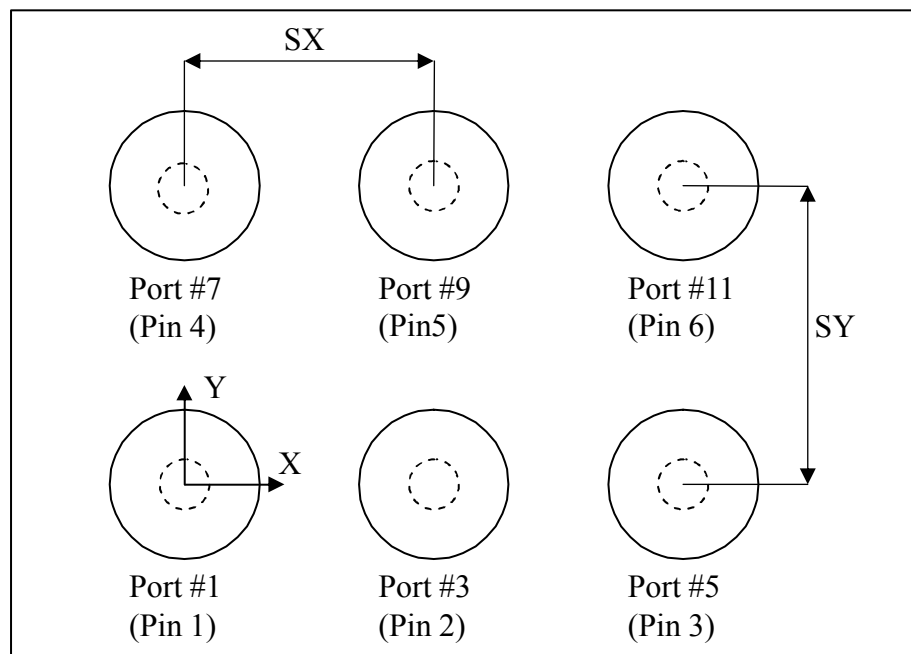 SX
Port #7
(Pin 4)
Port #9
(Pin5)
Port #11
(Pin 6)
SY
Y
X
Port #1
(Pin 1)
Port #3
(Pin 2)
Port #5
(Pin 3)